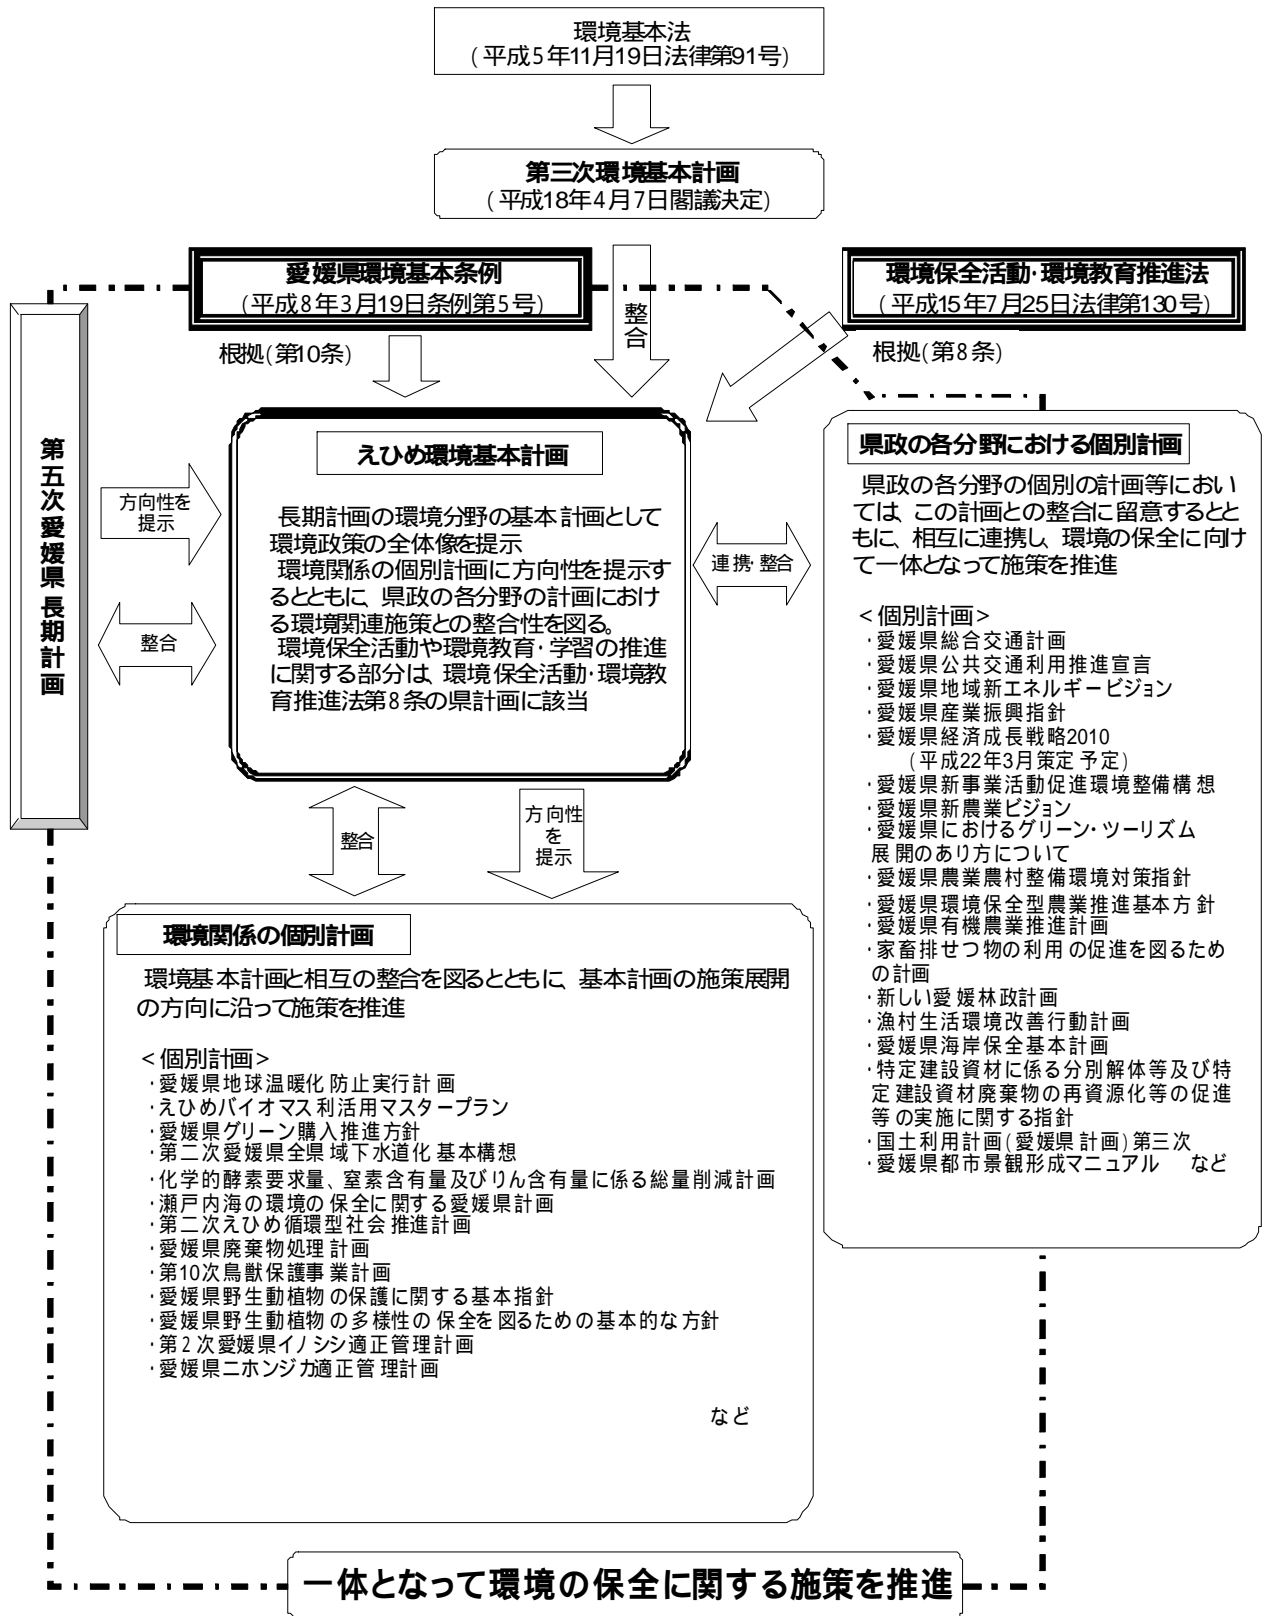 環境基本法
(平成5年11月19日法律第91号)
第三次環境基本計画
(平成18年4月7日閣議決定)
愛媛県環境基本条例
(平成8年3月19日条例第5号)
環境保全活動・環境教育推進法
(平成15年7月25日法律第130号)
整合
根拠(第10条)
根拠(第8条)
第五次愛媛県長期計画
方向性を
提示
整合
えひめ環境基本計画
長期計画の環境分野の基本計画として
環境政策の全体像を提示
環境関係の個別計画に方向性を提示す
るとともに、県政の各分野の計画におけ
る環境関連施策との整合性を図る。
環境保全活動や環境教育・学習の推進
に関する部分は、環境保全活動・環境教
育推進法第8条の県計画に該当
連携・整合
県政の各分野における個別計画
県政の各分野の個別の計画等におい
ては、この計画との整合に留意するとと
もに、相互に連携し、環境の保全に向け
て一体となって施策を推進
<個別計画>
・愛媛県総合交通計画
・愛媛県公共交通利用推進宣言
・愛媛県地域新エネルギービジョン
・愛媛県産業振興指針
・愛媛県経済成長戦略2010
(平成22年3月策定予定)
・愛媛県新事業活動促進環境整備構想
・愛媛県新農業ビジョン
・愛媛県におけるグリーン・ツーリズム
展開のあり方について
・愛媛県農業農村整備環境対策指針
・愛媛県環境保全型農業推進基本方針
・愛媛県有機農業推進計画
・家畜排せつ物の利用の促進を図るため
の計画
・新しい愛媛林政計画
・漁村生活環境改善行動計画
・愛媛県海岸保全基本計画
・特定建設資材に係る分別解体等及び特
定建設資材廃棄物の再資源化等の促進
等の実施に関する指針
・国土利用計画(愛媛県計画)第三次
・愛媛県都市景観形成マニュアル など
整合
方向性
を
提示
環境関係の個別計画
環境基本計画と相互の整合を図るとともに、基本計画の施策展開
の方向に沿って施策を推進
<個別計画>
・愛媛県地球温暖化防止実行計画
・えひめバイオマス利活用マスタープラン
・愛媛県グリーン購入推進方針
・第二次愛媛県全県域下水道化基本構想
・化学的酵素要求量、窒素含有量及びりん含有量に係る総量削減計画
・瀬戸内海の環境の保全に関する愛媛県計画
・第二次えひめ循環型社会推進計画
・愛媛県廃棄物処理計画
・第10次鳥獣保護事業計画
・愛媛県野生動植物の保護に関する基本指針
・愛媛県野生動植物の多様性の保全を図るための基本的な方針
・第2次愛媛県イノシシ適正管理計画
・愛媛県ニホンジカ適正管理計画
など
一体となって環境の保全に関する施策を推進